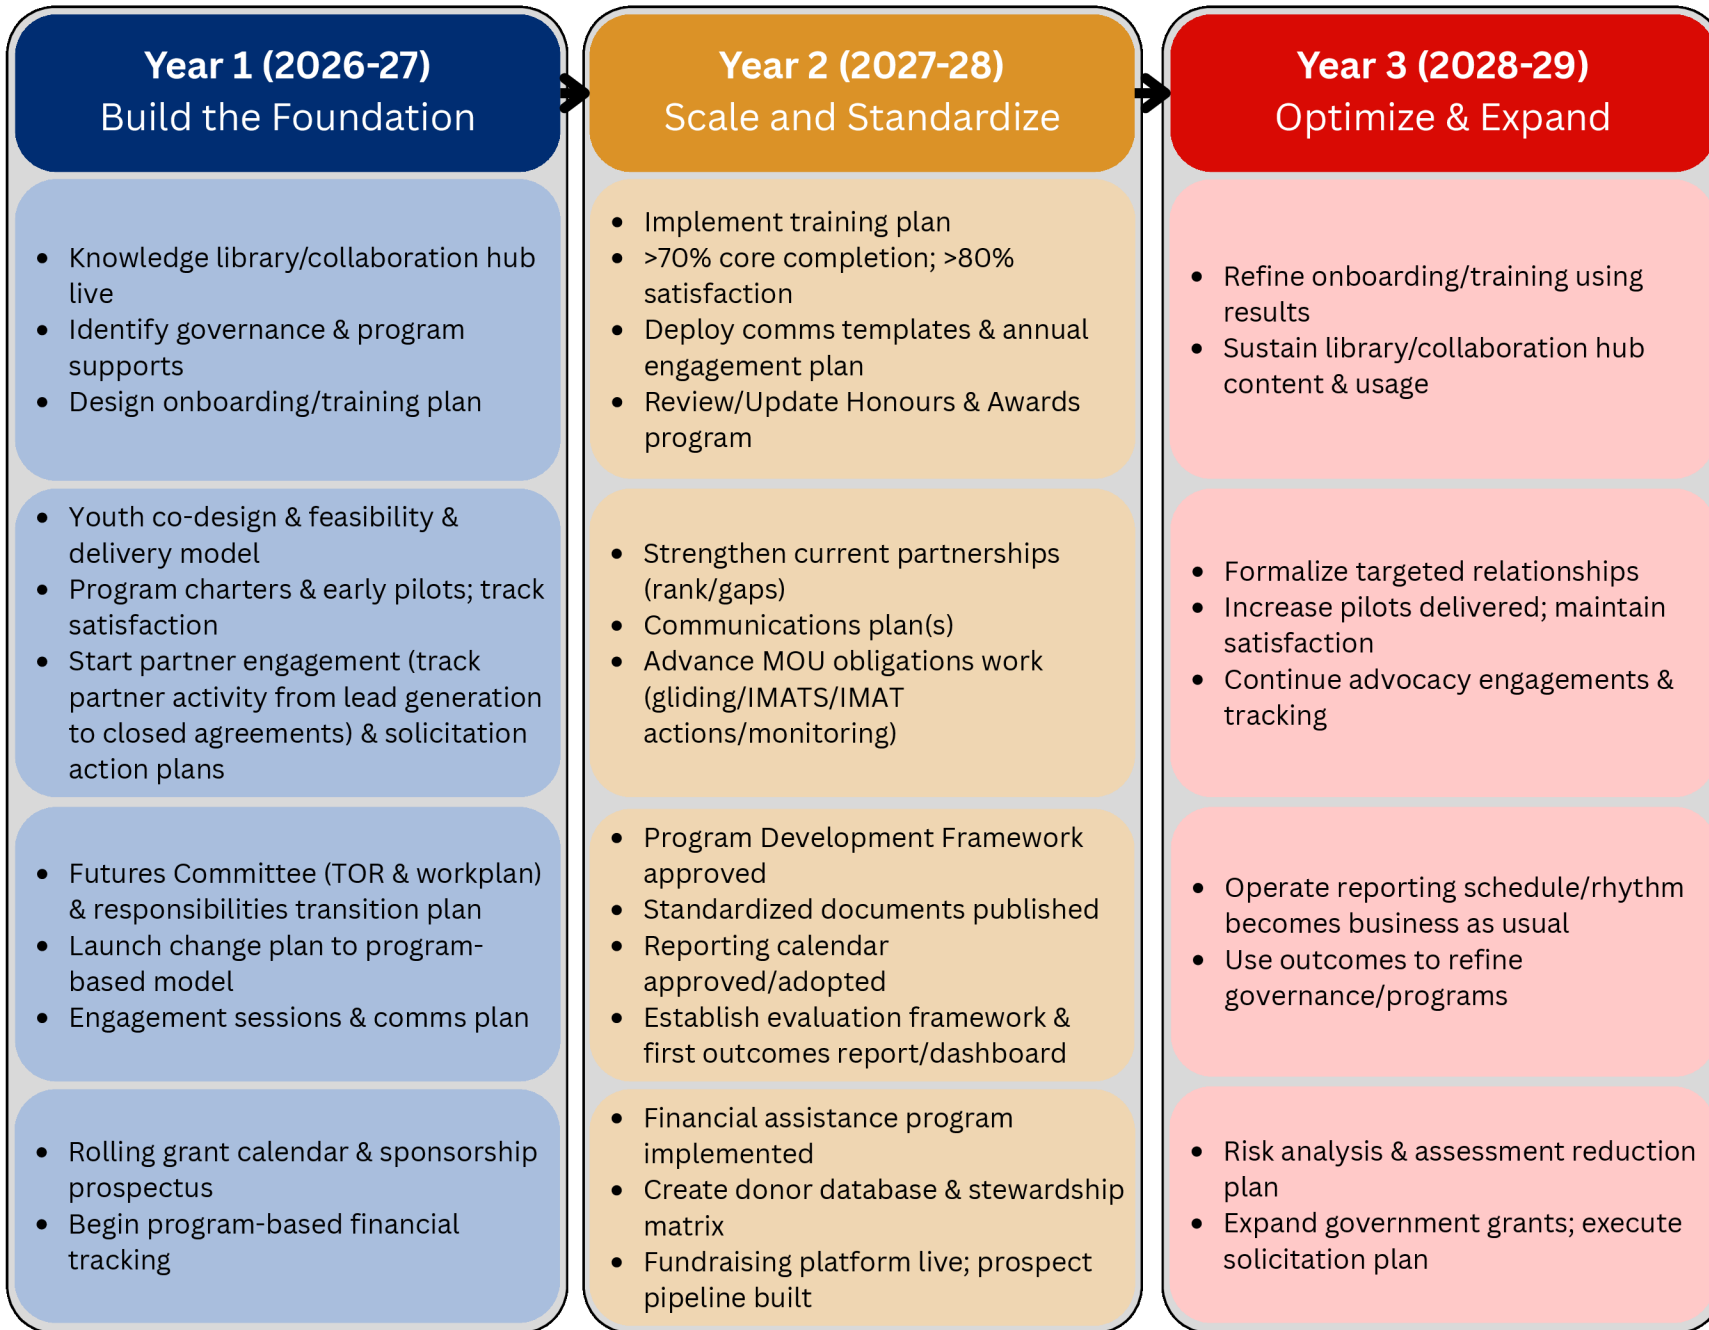 Year 1 (2026-27)
Build the Foundation
• Knowledge library/collaboration hub
live
• Identify governance & program
supports
• Design onboarding/training plan
• Youth co-design & feasibility &
delivery model
• Program charters & early pilots; track
satisfaction
• Start partner engagement (track
partner activity from lead generation
to closed agreements) & solicitation
action plans
• Futures Committee (TOR & workplan)
& responsibilities transition plan
• Launch change plan to program-
based model
• Engagement sessions & comms plan
• Rolling grant calendar & sponsorship
prospectus
• Begin program-based financial
tracking
Year 2 (2027-28)
Scale and Standardize
• Implement training plan
• >70% core completion; >80%
satisfaction
• Deploy comms templates & annual
engagement plan
• Review/Update Honours & Awards
program
• Strengthen current partnerships
(rank/gaps)
• Communications plan(s)
• Advance MOU obligations work
(gliding/IMATS/IMAT
actions/monitoring)
• Program Development Framework
approved
• Standardized documents published
• Reporting calendar
approved/adopted
• Establish evaluation framework &
first outcomes report/dashboard
• Financial assistance program
implemented
• Create donor database & stewardship
matrix
• Fundraising platform live; prospect
pipeline built
Year 3 (2028-29)
Optimize & Expand
• Refine onboarding/training using
results
• Sustain library/collaboration hub
content & usage
• Formalize targeted relationships
• Increase pilots delivered; maintain
satisfaction
• Continue advocacy engagements &
tracking
• Operate reporting schedule/rhythm
becomes business as usual
• Use outcomes to refine
governance/programs
• Risk analysis & assessment reduction
plan
• Expand government grants; execute
solicitation plan